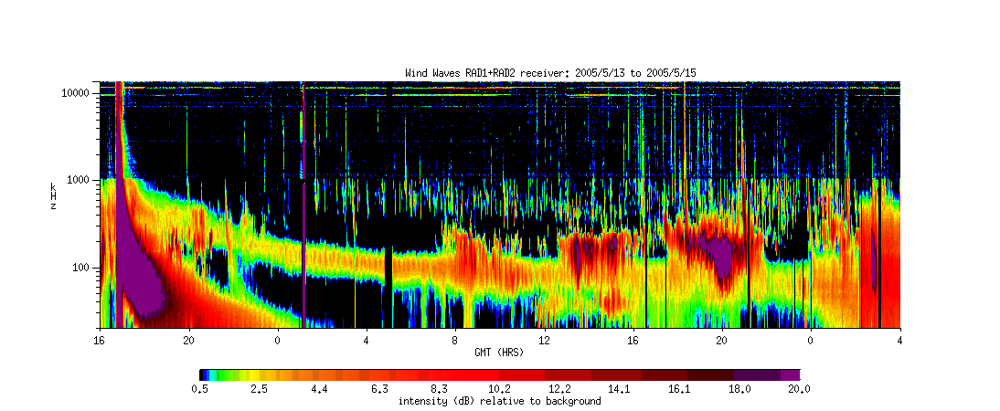 Wind Waves RAD1+RAD2 receiver: 2005/5/13 to 2005/5/15
10000
1000
100
kHz
16 20 0 4 8 12 16 20 0 4
GMT (HRS)
0.5 2.5 4.4 6.3 8.3 10.2 12.2 14.1 16.1 18.0 20.0
intensity (dB) relative to background